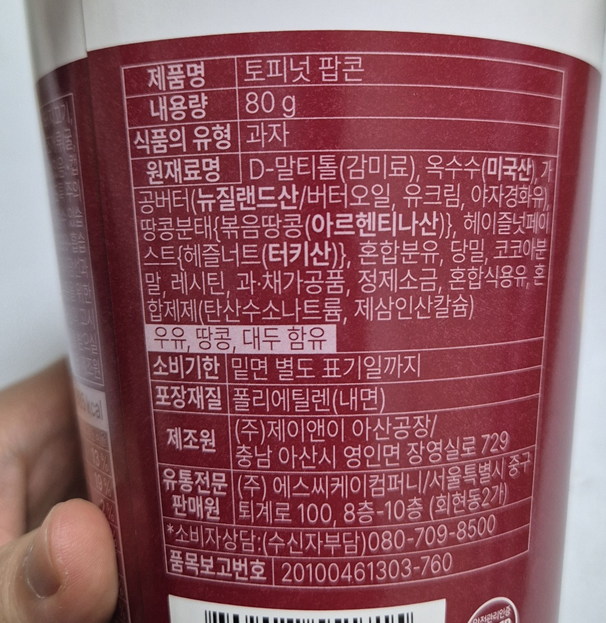 제품명 토피넛 팝콘
내용량 80 g
식품의 유형 과자
원재료명 D-말티톨(감미료), 옥수수(미국산), 가
공버터(뉴질랜드산/버터오일, 유크림, 야자경화유),
땅콩분태{볶음땅콩(아르헨티나산)}, 헤이즐넛페이
스트{헤즐너트(터키산)}, 혼합분유, 당밀, 코코아분
말, 레시틴, 과·채가공품, 정제소금, 혼합식용유, 혼
합제제(탄산수소나트륨, 제삼인산칼슘)
우유, 땅콩, 대두 함유
소비기한 밑면 별도 표기일까지
포장재질 폴리에틸렌(내면)
제조원 (주)제이앤이 아산공장/
충남 아산시 영인면 장영실로 729
유통전문 (주) 에스씨케이컴퍼니/서울특별시 중구
판매원 퇴계로 100, 8층-10층 (회현동2가)
*소비자상담:(수신자부담)080-709-8500
품목보고번호 20100461303-760